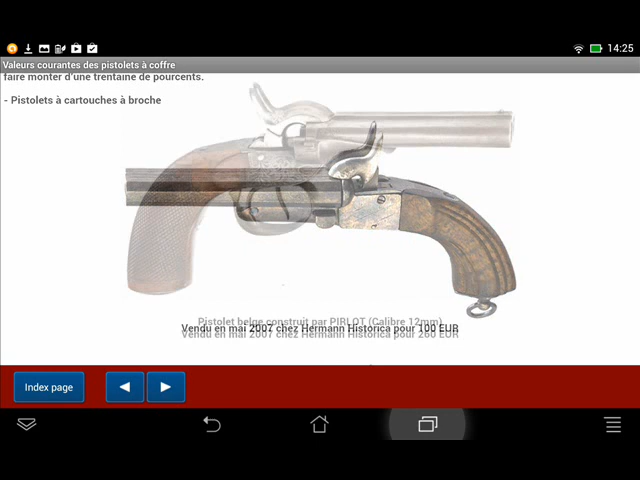 14:25
Valeurs courantes des pistolets à coffre
faire monter d'une trentaine de pourcents.
- Pistolets à cartouches à broche
Pistolet belge construit par PIRLOT (Calibre 12mm)
Vendu en mai 2007 chez Hermann Historica pour 100 EUR
Vendu en mai 2007 chez Hermann Historica pour 260 EUR
Index page